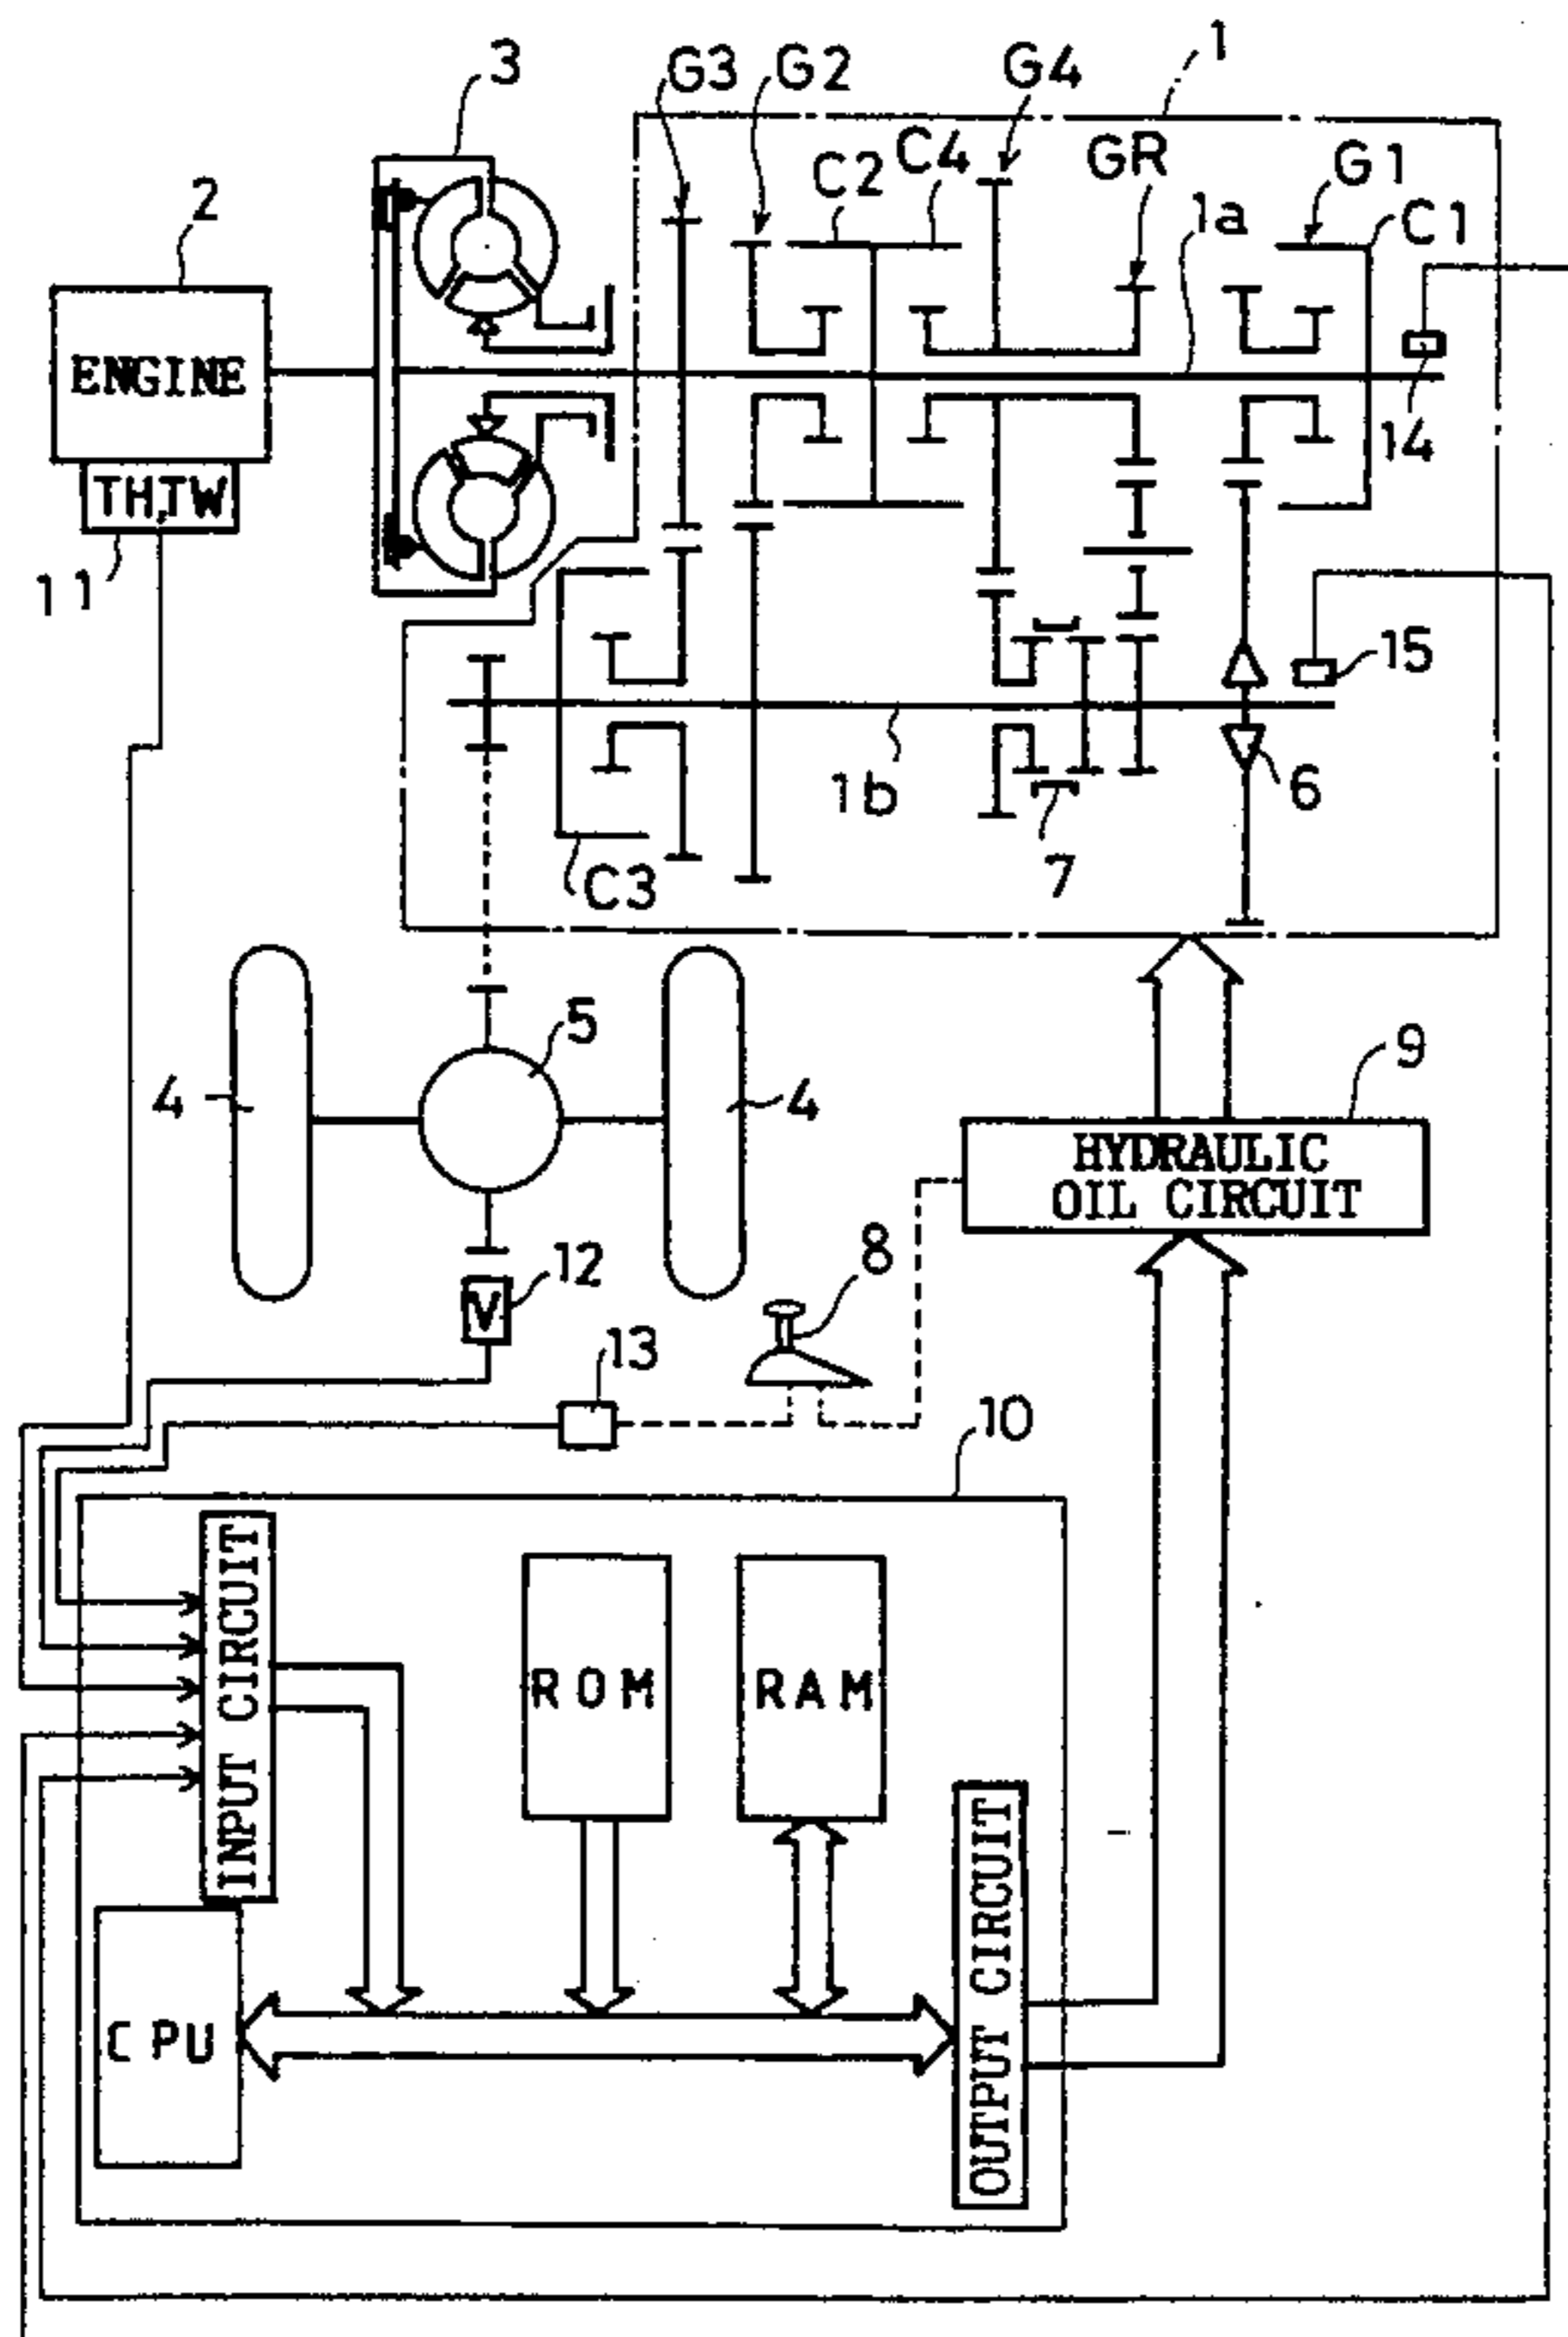 3
G3
G2
G4
1
C2
C4
GR
G1
2
1a
C1
ENGINE
14
TH,TW
11
15
1b
6
7
C3
5
9
4
4
HYDRAULIC
OIL CIRCUIT
8
12
V
13
10
INPUT CIRCUIT
ROM
RAM
OUTPUT CIRCUIT
CPU